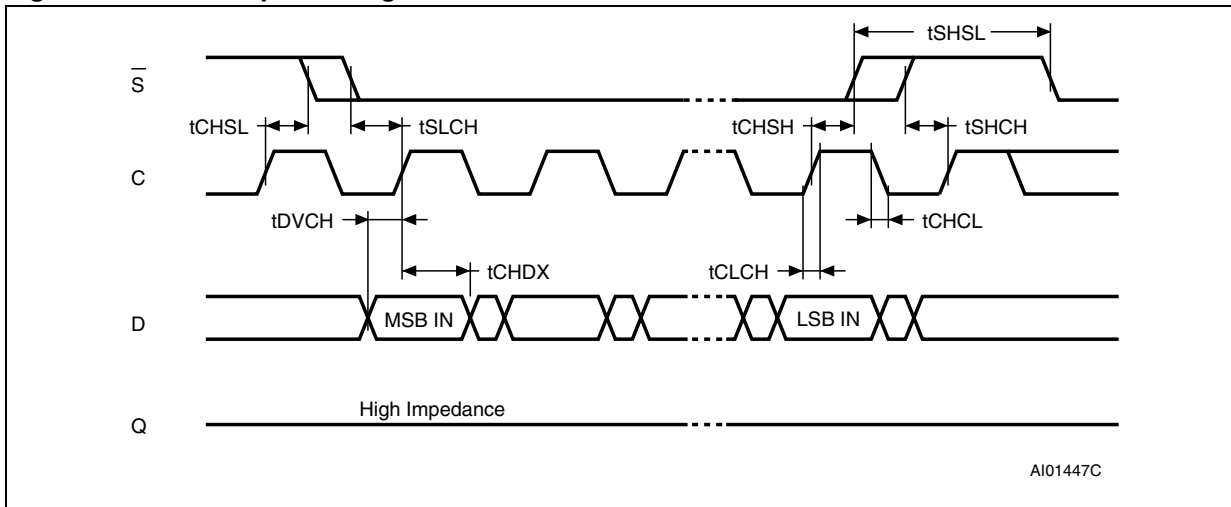 tSHSL
S
tCHSL
tSLCH
tCHSH
tSHCH
C
tDVCH
tCHCL
tCHDX
tCLCH
D
MSB IN
LSB IN
High Impedance
Q
AI01447C